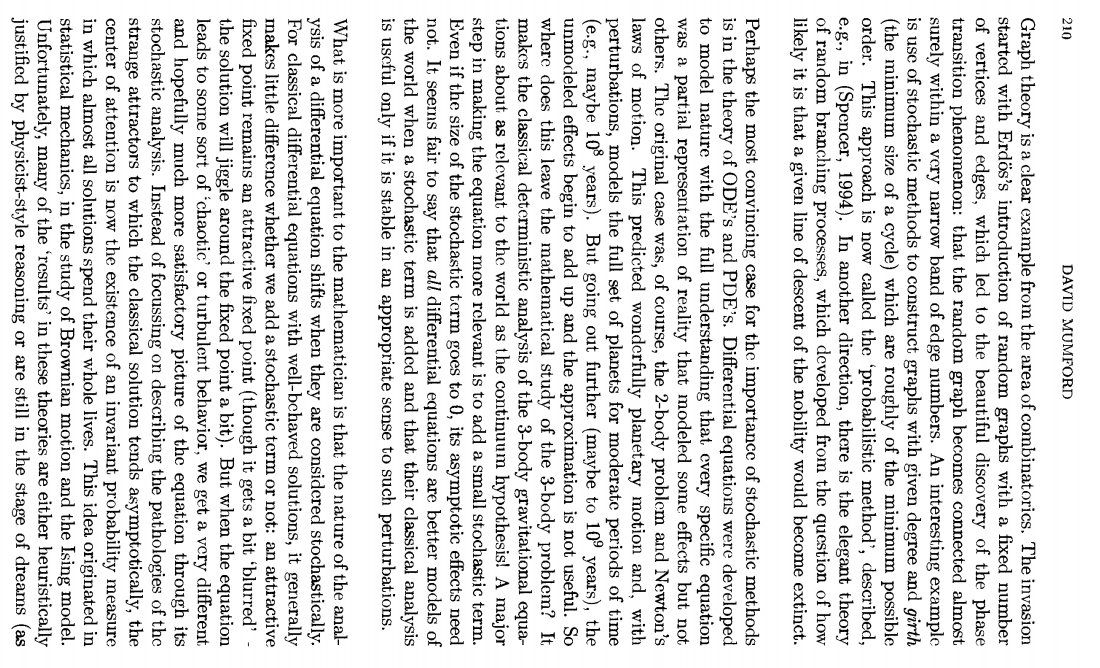 210 DAVID MUMFORD
Graph theory is a clear example from the area of combinatorics. The invasion
started with Erdös's introduction of random graphs with a fixed number
of vertices and edges, which led to the beautiful discovery of the phase
transition phenomenon: that the random graph becomes connected almost
surely within a very narrow band of edge numbers. An interesting example
is use of stochastic methods to construct graphs with given degree and girth
(the minimum size of a cycle) which are roughly of the minimum possible
order. This approach is now called the 'probabilistic method', described,
e.g., in (Spencer, 1994). In another direction, there is the elegant theory
of random branching processes, which developed from the question of how
likely it is that a given line of descent of the nobility would become extinct.
Perhaps the most convincing case for the importance of stochastic methods
is in the theory of ODE's and PDE's. Differential equations were developed
to model nature with the full understanding that every specific equation
was a partial representation of reality that modeled some effects but not
others. The original case was, of course, the 2-body problem and Newton's
laws of motion. This predicted wonderfully planetary motion and, with
perturbations, models the full set of planets for moderate periods of time
(e.g., maybe 10⁸ years). But going out further (maybe to 10⁹ years), the
unmodeled effects begin to add up and the approximation is not useful. So
where does this leave the mathematical study of the 3-body problem? It
makes the classical deterministic analysis of the 3-body gravitational equa-
tions about as relevant to the world as the continuum hypothesis! A major
step in making the equation more relevant is to add a small stochastic term.
Even if the size of the stochastic term goes to 0, its asymptotic effects need
not. It seems fair to say that all differential equations are better models of
the world when a stochastic term is added and that their classical analysis
is useful only if it is stable in an appropriate sense to such perturbations.
What is more important to the mathematician is that the nature of the anal-
ysis of a differential equation shifts when they are considered stochastically.
For classical differential equations with well-behaved solutions, it generally
makes little difference whether we add a stochastic term or not: an attractive
fixed point remains an attractive fixed point (though it gets a bit 'blurred' -
the solution will jiggle around the fixed point a bit). But when the equation
leads to some sort of 'chaotic' or turbulent behavior, we get a very different
and hopefully much more satisfactory picture of the equation through its
stochastic analysis. Instead of focussing on describing the pathologies of the
strange attractors to which the classical solution tends asymptotically, the
center of attention is now the existence of an invariant probability measure
in which almost all solutions spend their whole lives. This idea originated in
statistical mechanics, in the study of Brownian motion and the Ising model.
Unfortunately, many of the 'results' in these theories are either heuristically
justified by physicist-style reasoning or are still in the stage of dreams (as